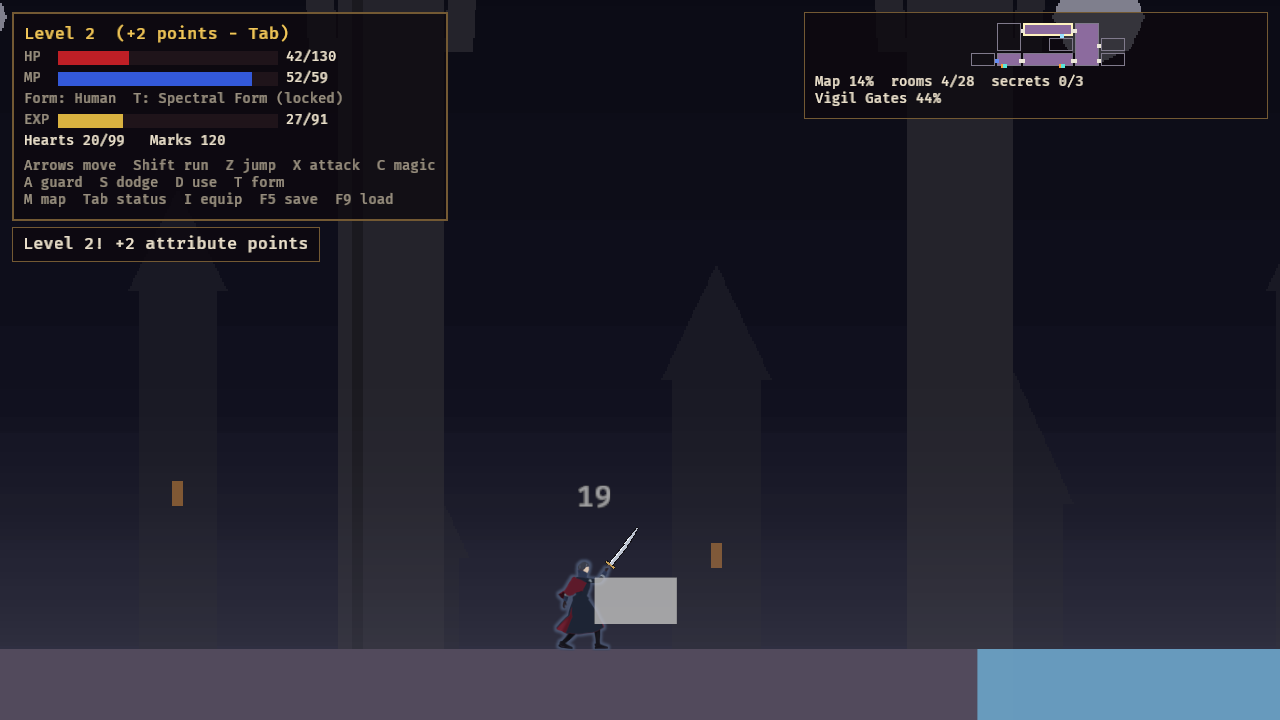 Level 2  (+2 points - Tab)
HP 42/130
MP 52/59
Form: Human  T: Spectral Form (locked)
EXP 27/91
Hearts 20/99  Marks 120
Arrows move  Shift run  Z jump  X attack  C magic
A guard  S dodge  D use  T form
M map  Tab status  I equip  F5 save  F9 load
Level 2! +2 attribute points
Map 14%  rooms 4/28  secrets 0/3
Vigil Gates 44%
19